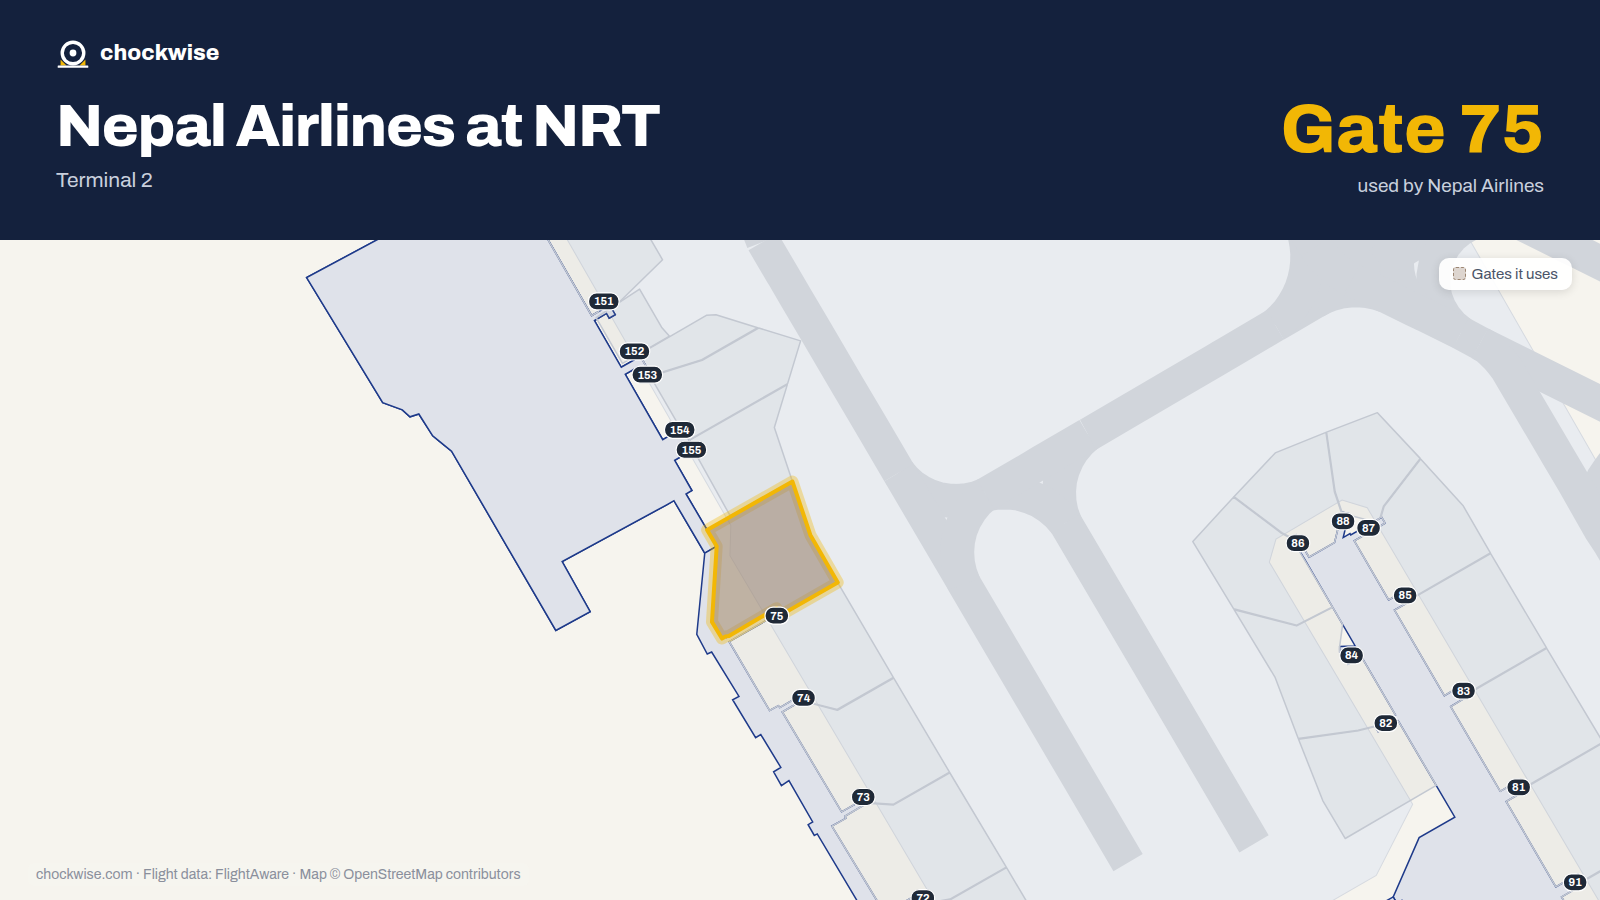 chockwise
Nepal Airlines at NRT
Terminal 2
Gate 75
used by Nepal Airlines
Gates it uses
151
152
153
154
155
75
74
73
72
88
87
86
85
84
83
82
81
91
chockwise.com · Flight data: FlightAware · Map © OpenStreetMap contributors